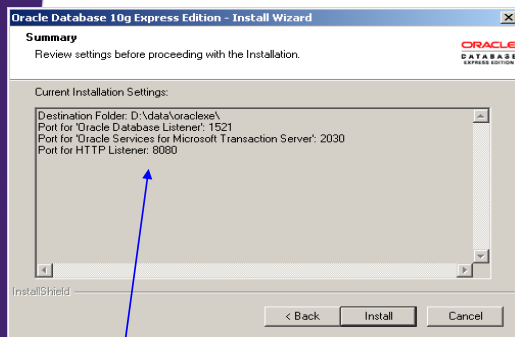 Oracle Database 10g Express Edition - Install Wizard
Summary
Review settings before proceeding with the Installation.
ORACLE
DATABASE
EXPRESS EDITION
Current Installation Settings:
Destination Folder: D:\data\oraclexe\
Port for 'Oracle Database Listener': 1521
Port for 'Oracle Services for Microsoft Transaction Server': 2030
Port for HTTP Listener: 8080
InstallShield
< Back Install Cancel